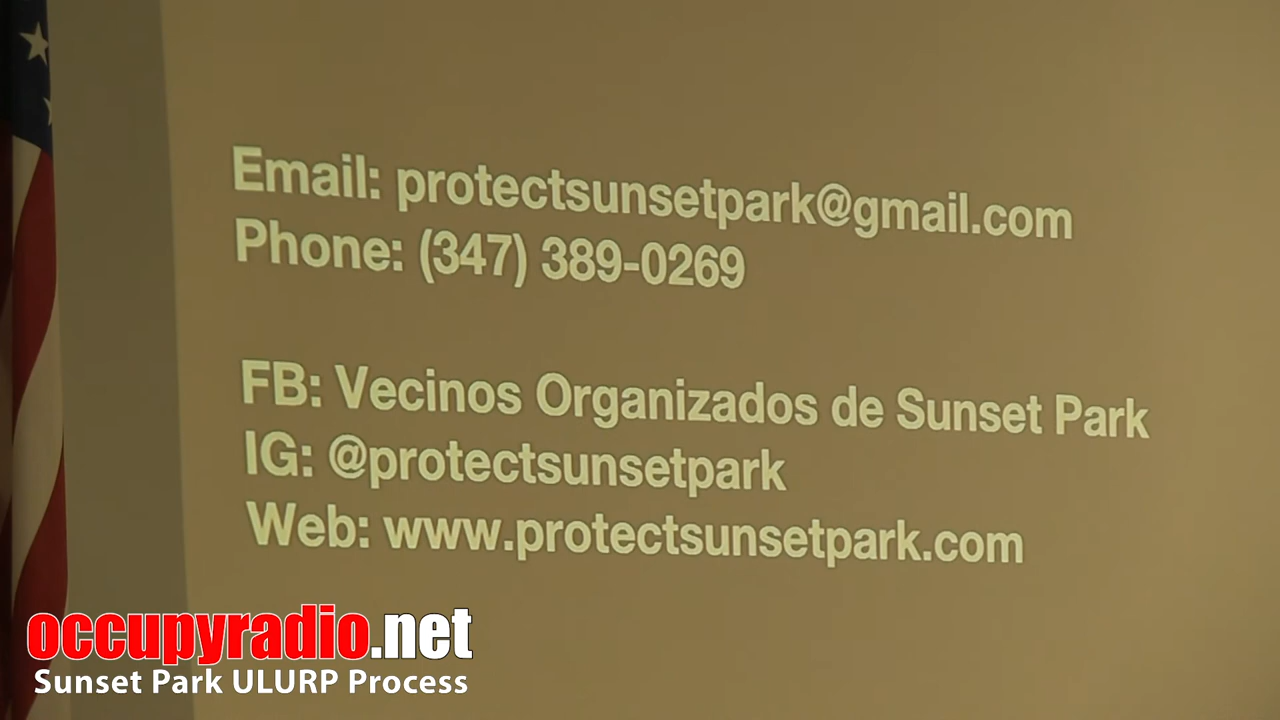 Email: protectsunsetpark@gmail.com
Phone: (347) 389-0269
FB: Vecinos Organizados de Sunset Park
IG: @protectsunsetpark
Web: www.protectsunsetpark.com
occupyradio.net
Sunset Park ULURP Process